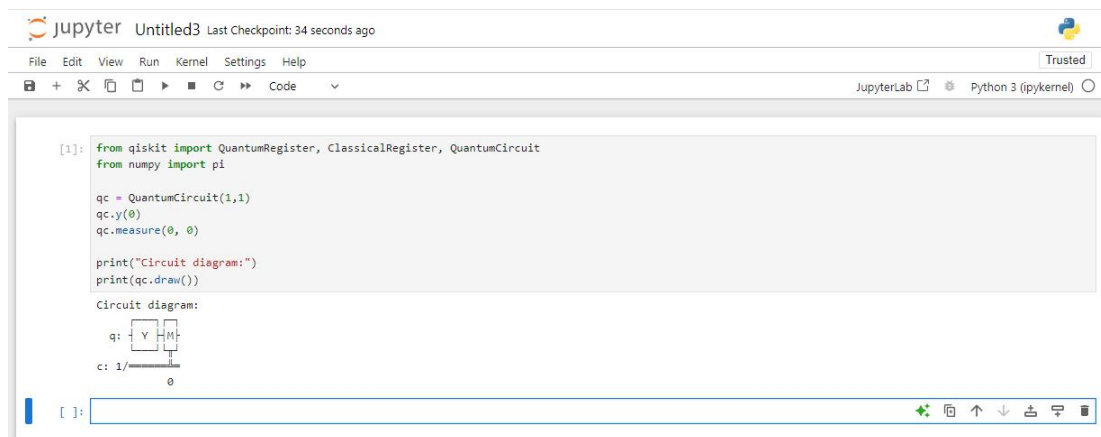 jupyter Untitled3 Last Checkpoint: 34 seconds ago
File Edit View Run Kernel Settings Help Trusted
Code JupyterLab Python 3 (ipykernel)
[1]: from qiskit import QuantumRegister, ClassicalRegister, QuantumCircuit
from numpy import pi
qc = QuantumCircuit(1,1)
qc.y(0)
qc.measure(0, 0)
print("Circuit diagram:")
print(qc.draw())
Circuit diagram:
q: ┤ Y ├┤M├
c: 1/══════╩═
0
[ ]: